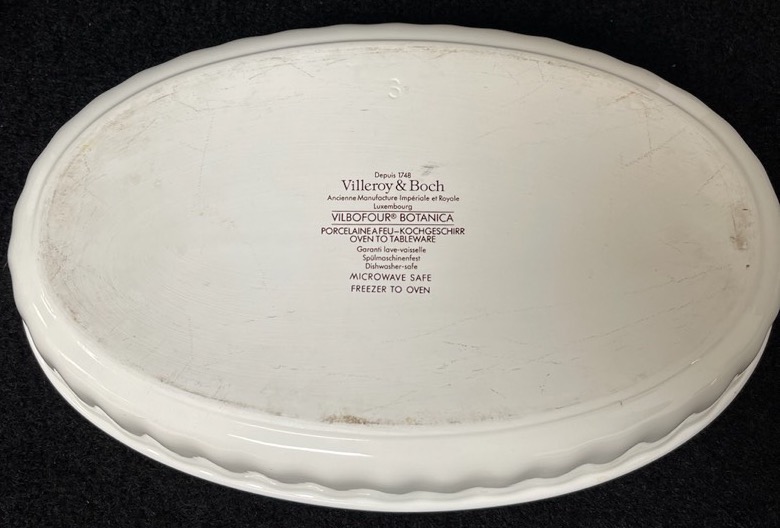 3
Depuis 1748
Villeroy & Boch
Ancienne Manufacture Impériale et Royale
Luxembourg
VILBOFOUR® BOTANICA
PORCELAINE A FEU–KOCHGESCHIRR
OVEN TO TABLEWARE
Garanti lave-vaisselle
Spülmaschinenfest
Dishwasher-safe
MICROWAVE SAFE
FREEZER TO OVEN